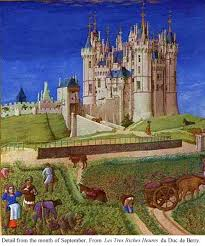 Detail from the month of September. From Les Tres Riches Heures du Duc de Berry.